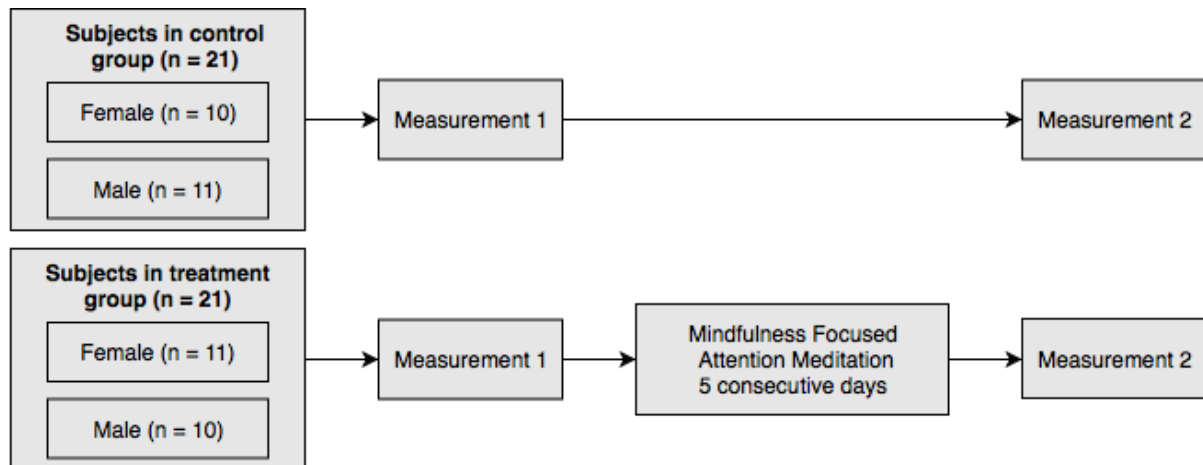 Subjects in control
group (n = 21)
Female (n = 10)
Male (n = 11)
Measurement 1
Measurement 2
Subjects in treatment
group (n = 21)
Female (n = 11)
Male (n = 10)
Measurement 1
Mindfulness Focused
Attention Meditation
5 consecutive days
Measurement 2